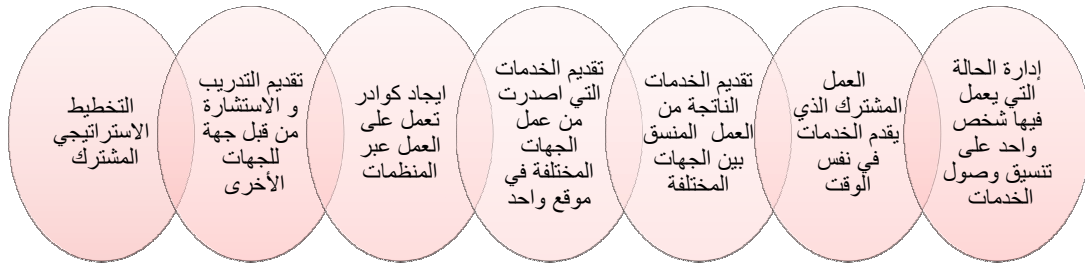 إدارة الحالة
التي يعمل
فيها شخص
واحد على
تنسيق وصول
الخدمات
العمل
المشترك الذي
يقدم الخدمات
في نفس
الوقت
تقديم الخدمات
الناتجة من
العمل المنسق
بين الجهات
المختلفة
تقديم الخدمات
التي اصدرت
من عمل
الجهات
المختلفة في
موقع واحد
ايجاد كوادر
تعمل على
العمل عبر
المنظمات
تقديم التدريب
و الاستشارة
من قبل جهة
للجهات
الأخرى
التخطيط
الاستراتيجي
المشترك